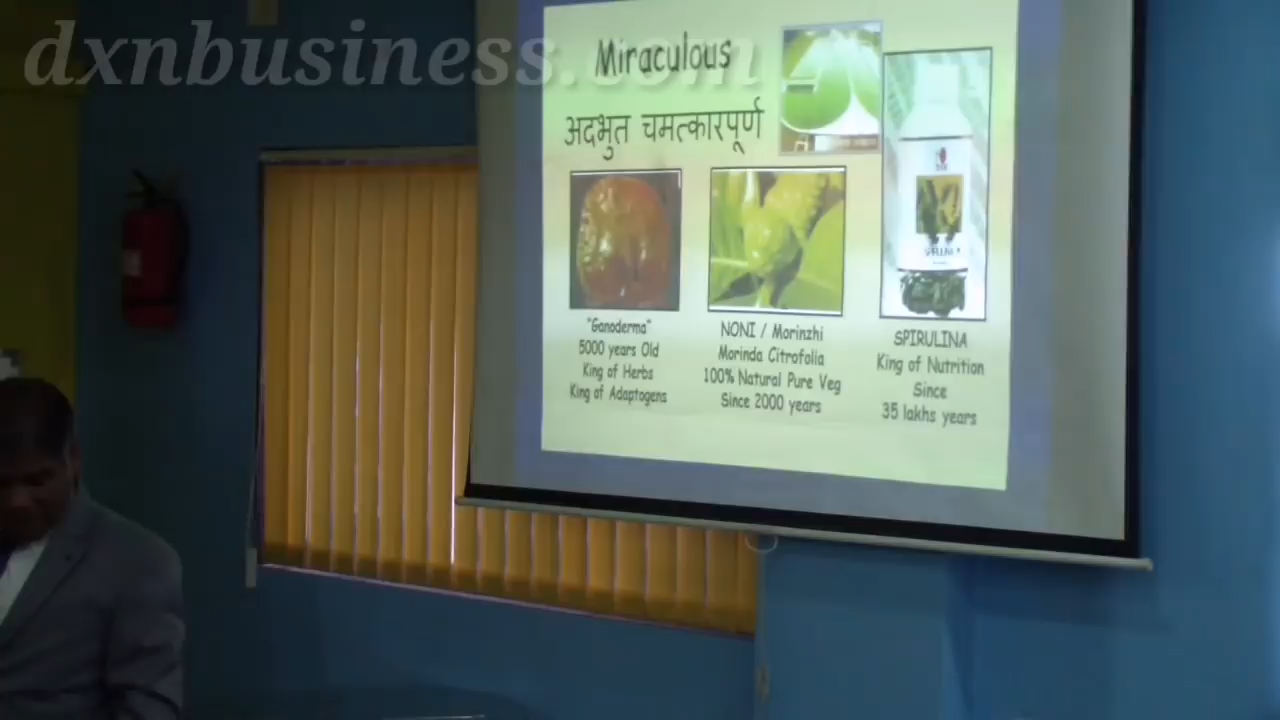 dxnbusiness.com
Miraculous
अदभुत चमत्कारपूर्ण
"Ganoderma"
5000 years Old
King of Herbs
King of Adaptogens
NONI / Morinzhi
Morinda Citrofolia
100% Natural Pure Veg
Since 2000 years
SPIRULINA
King of Nutrition
Since
35 lakhs years